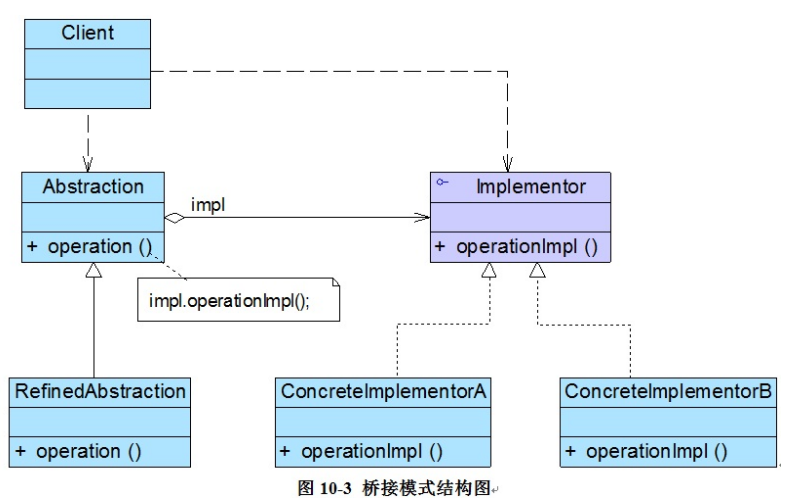 Client
Abstraction
+ operation ()
impl
Implementor
+ operationImpl ()
impl.operationImpl();
RefinedAbstraction
+ operation ()
ConcreteImplementorA
+ operationImpl ()
ConcreteImplementorB
+ operationImpl ()
图 10-3 桥接模式结构图